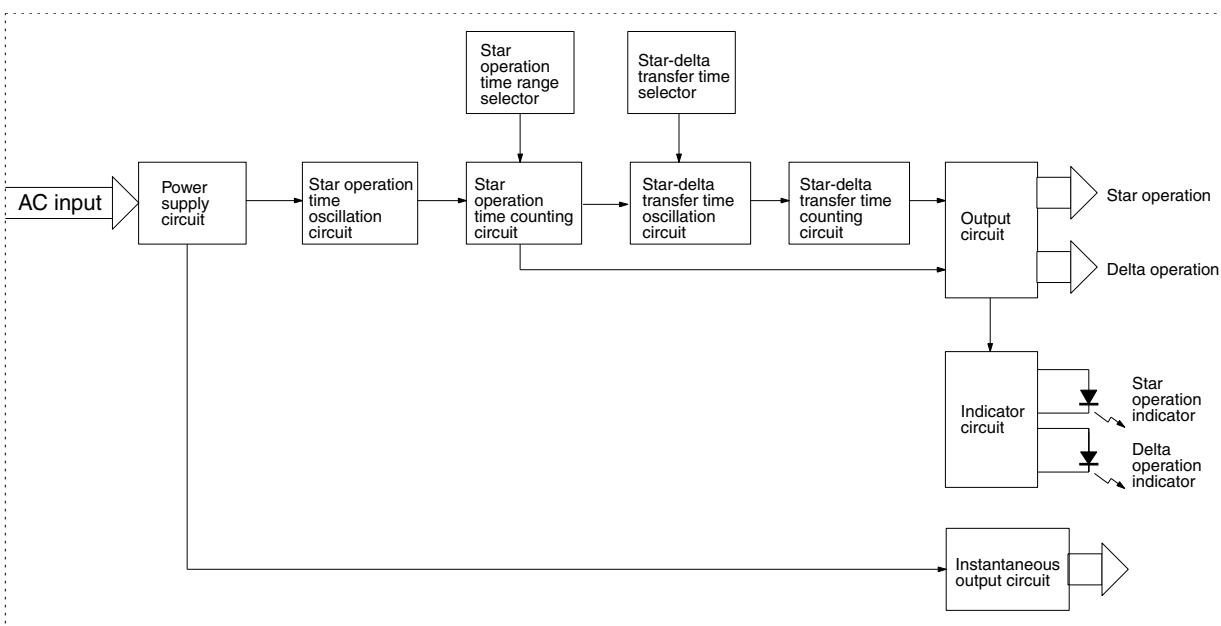 Star
operation
time range
selector
Star-delta
transfer time
selector
AC input
Power
supply
circuit
Star operation
time
oscillation
circuit
Star
operation
time counting
circuit
Star-delta
transfer time
oscillation
circuit
Star-delta
transfer time
counting
circuit
Output
circuit
Star operation
Delta operation
Indicator
circuit
Star
operation
indicator
Delta
operation
indicator
Instantaneous
output circuit